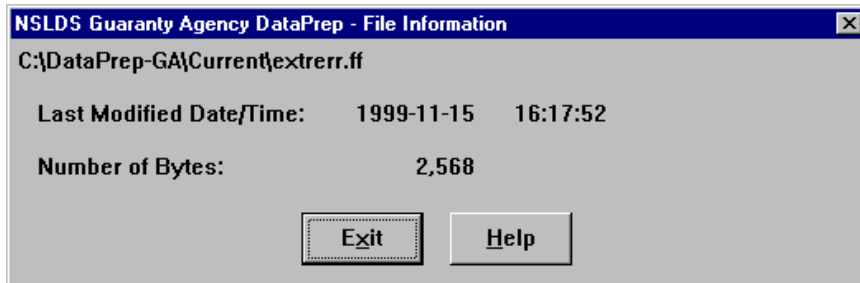 NSLDS Guaranty Agency DataPrep - File Information
C:\DataPrep-GA\Current\extrerr.ff
Last Modified Date/Time: 1999-11-15 16:17:52
Number of Bytes: 2,568
Exit Help